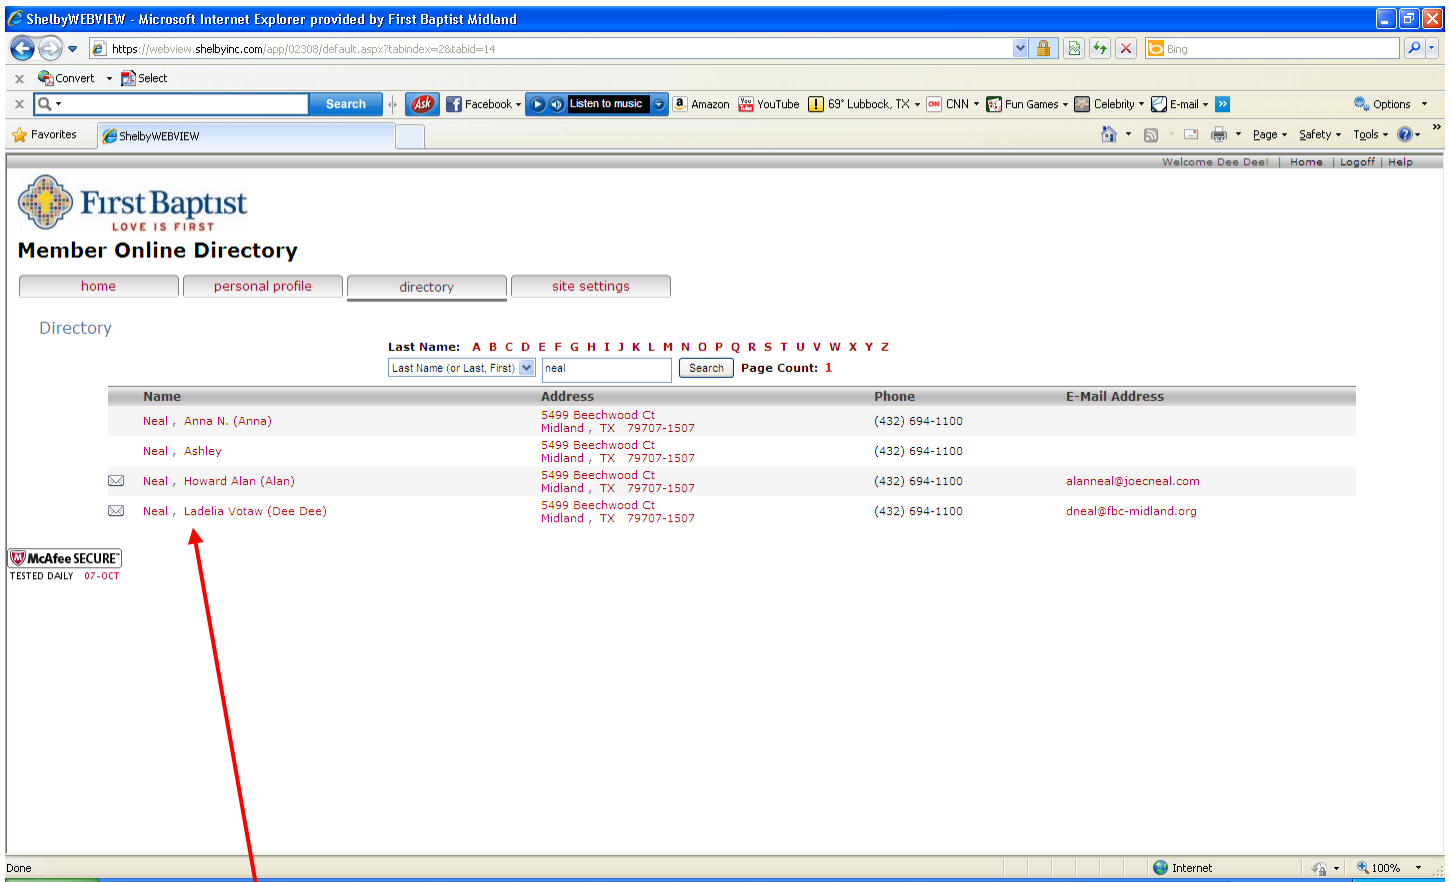 ShelbyWEBVIEW - Microsoft Internet Explorer provided by First Baptist Midland
https://webview.shelbyinc.com/app/02308/default.aspx?tabindex=2&tabid=14
Bing
x Convert Select
x Search Ask Facebook Listen to music Amazon YouTube 69° Lubbock, TX CNN Fun Games Celebrity E-mail Options
Favorites ShelbyWEBVIEW Page Safety Tools
Welcome Dee Dee! | Home | Logoff | Help
First Baptist
LOVE IS FIRST
Member Online Directory
home personal profile directory site settings
Directory
Last Name: A B C D E F G H I J K L M N O P Q R S T U V W X Y Z
Last Name (or Last, First) neal Search Page Count: 1
Name Address Phone E-Mail Address
Neal , Anna N. (Anna) 5499 Beechwood Ct (432) 694-1100
Midland , TX 79707-1507
Neal , Ashley 5499 Beechwood Ct (432) 694-1100
Midland , TX 79707-1507
Neal , Howard Alan (Alan) 5499 Beechwood Ct (432) 694-1100 alanneal@joecneal.com
Midland , TX 79707-1507
Neal , Ladelia Votaw (Dee Dee) 5499 Beechwood Ct (432) 694-1100 dneal@fbc-midland.org
Midland , TX 79707-1507
McAfee SECURE™
TESTED DAILY 07-OCT
Done Internet 100%